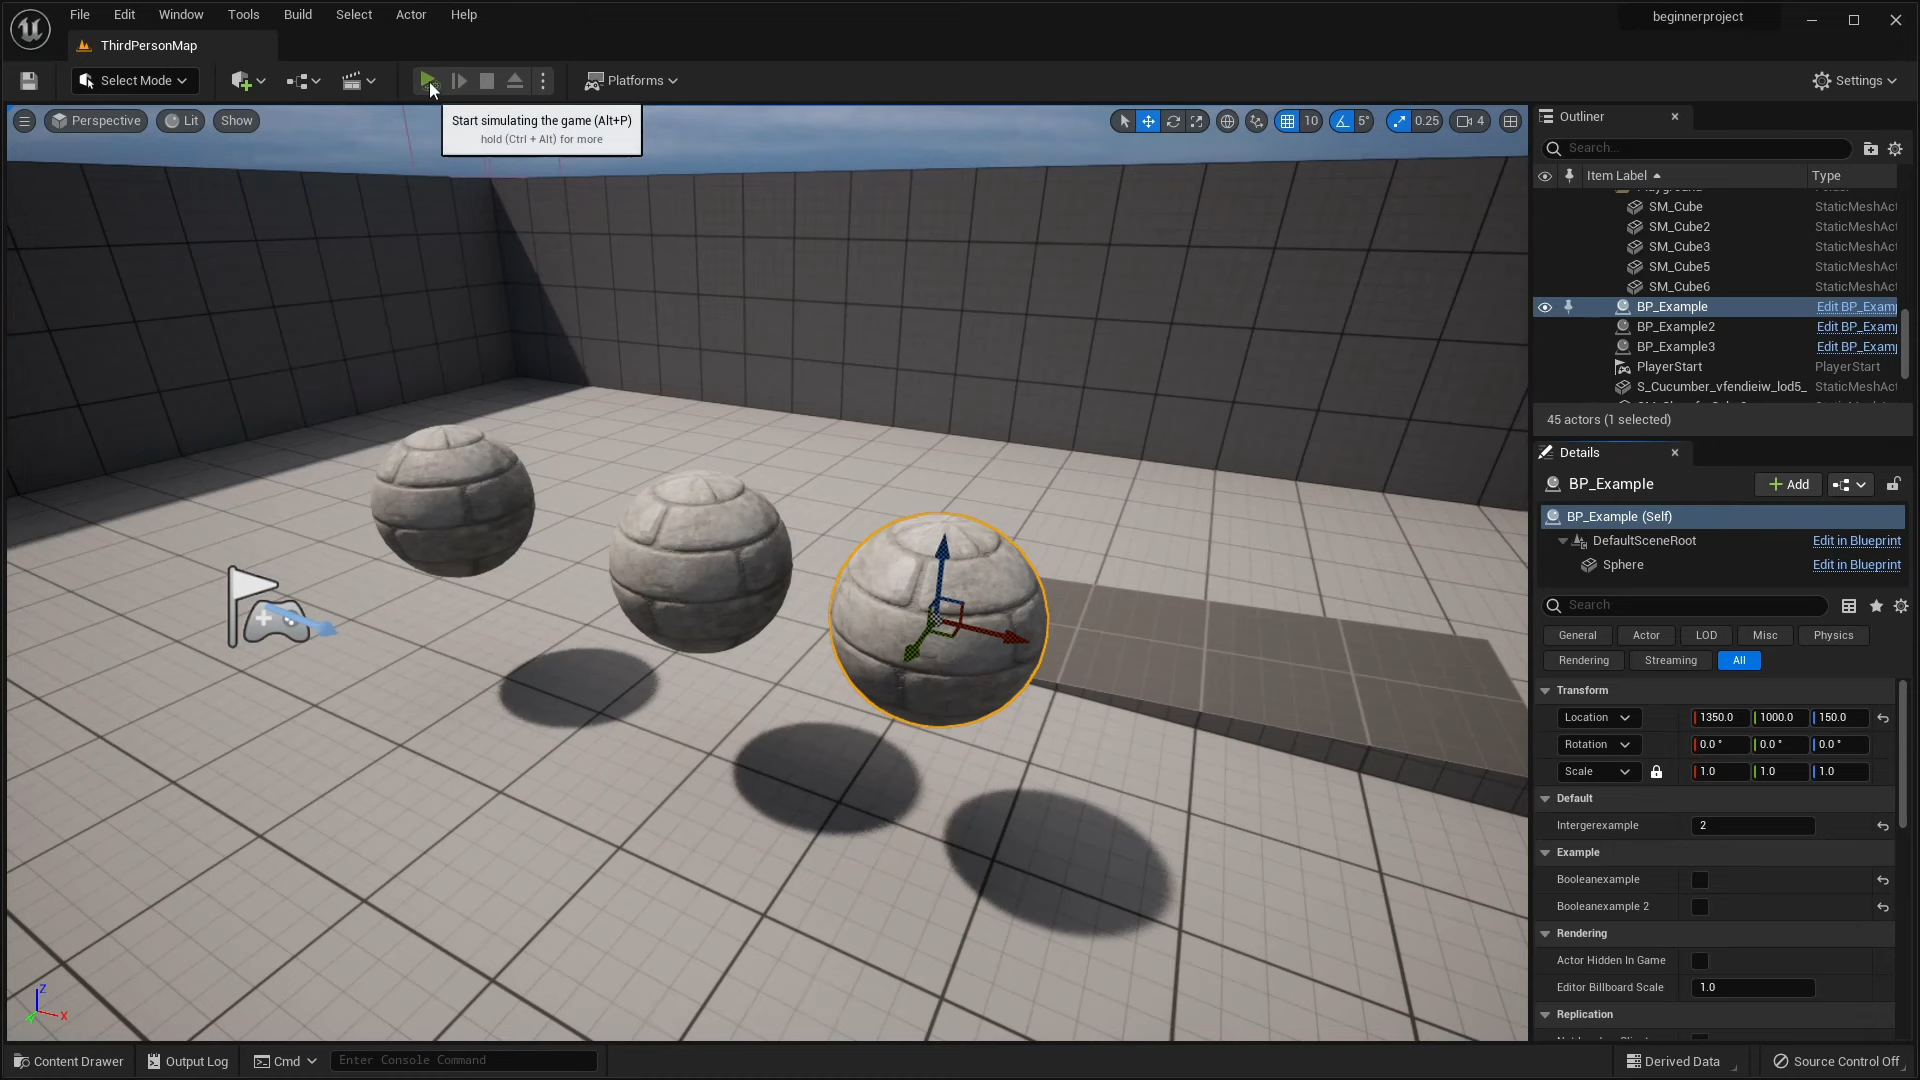 File Edit Window Tools Build Select Actor Help
beginnerproject
ThirdPersonMap
Select Mode
Platforms
Settings
Start simulating the game (Alt+P)
hold (Ctrl + Alt) for more
Perspective Lit Show
10 5° 0.25 4
Outliner
Search...
Item Label Type
SM_Cube StaticMeshAct
SM_Cube2 StaticMeshAct
SM_Cube3 StaticMeshAct
SM_Cube5 StaticMeshAct
SM_Cube6 StaticMeshAct
BP_Example Edit BP_Exam
BP_Example2 Edit BP_Exam
BP_Example3 Edit BP_Exam
PlayerStart PlayerStart
S_Cucumber_vfendieiw_lod5_ StaticMeshAct
45 actors (1 selected)
Details
BP_Example
Add
BP_Example (Self)
DefaultSceneRoot Edit in Blueprint
Sphere Edit in Blueprint
Search
General Actor LOD Misc Physics
Rendering Streaming All
Transform
Location 1350.0 1000.0 150.0
Rotation 0.0 ° 0.0 ° 0.0 °
Scale 1.0 1.0 1.0
Default
Intergerexample 2
Example
Booleanexample
Booleanexample 2
Rendering
Actor Hidden In Game
Editor Billboard Scale 1.0
Replication
Z
X
Content Drawer Output Log Cmd Enter Console Command
Derived Data Source Control Off